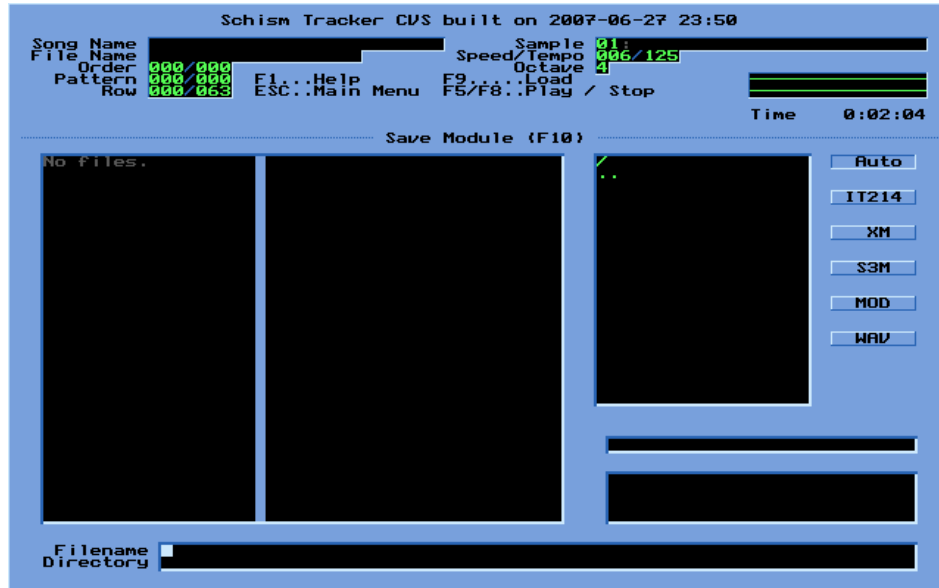 Schism Tracker CVS built on 2007-06-27 23:50
Song Name Sample 01:
File Name Speed/Tempo 006/125
Order 000/000 Octave 4
Pattern 000/000 F1...Help F9.....Load
Row 000/063 ESC..Main Menu F5/F8..Play / Stop
Time 0:02:04
Save Module (F10)
No files. / Auto
..
IT214
XM
S3M
MOD
WAV
Filename
Directory